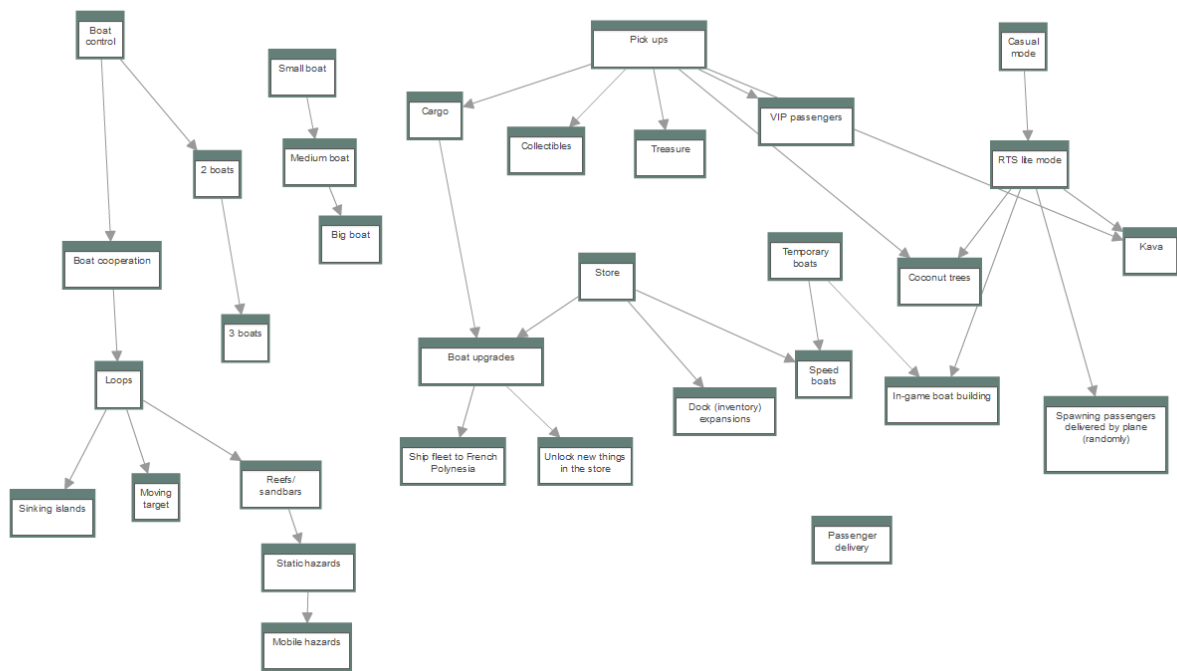 Boat
control
Pick ups
Casual
mode
Small boat
Cargo
VIP passengers
Collectibles
Treasure
2 boats
Medium boat
RTS lite mode
Big boat
Boat cooperation
Kava
Temporary
boats
Store
Coconut trees
3 boats
Boat upgrades
Loops
Speed
boats
In-game boat building
Dock (inventory)
expansions
Spawning passengers
delivered by plane
(randomly)
Ship fleet to French
Polynesia
Unlock new things
in the store
Reefs/
sandbars
Moving
target
Sinking islands
Passenger
delivery
Static hazards
Mobile hazards